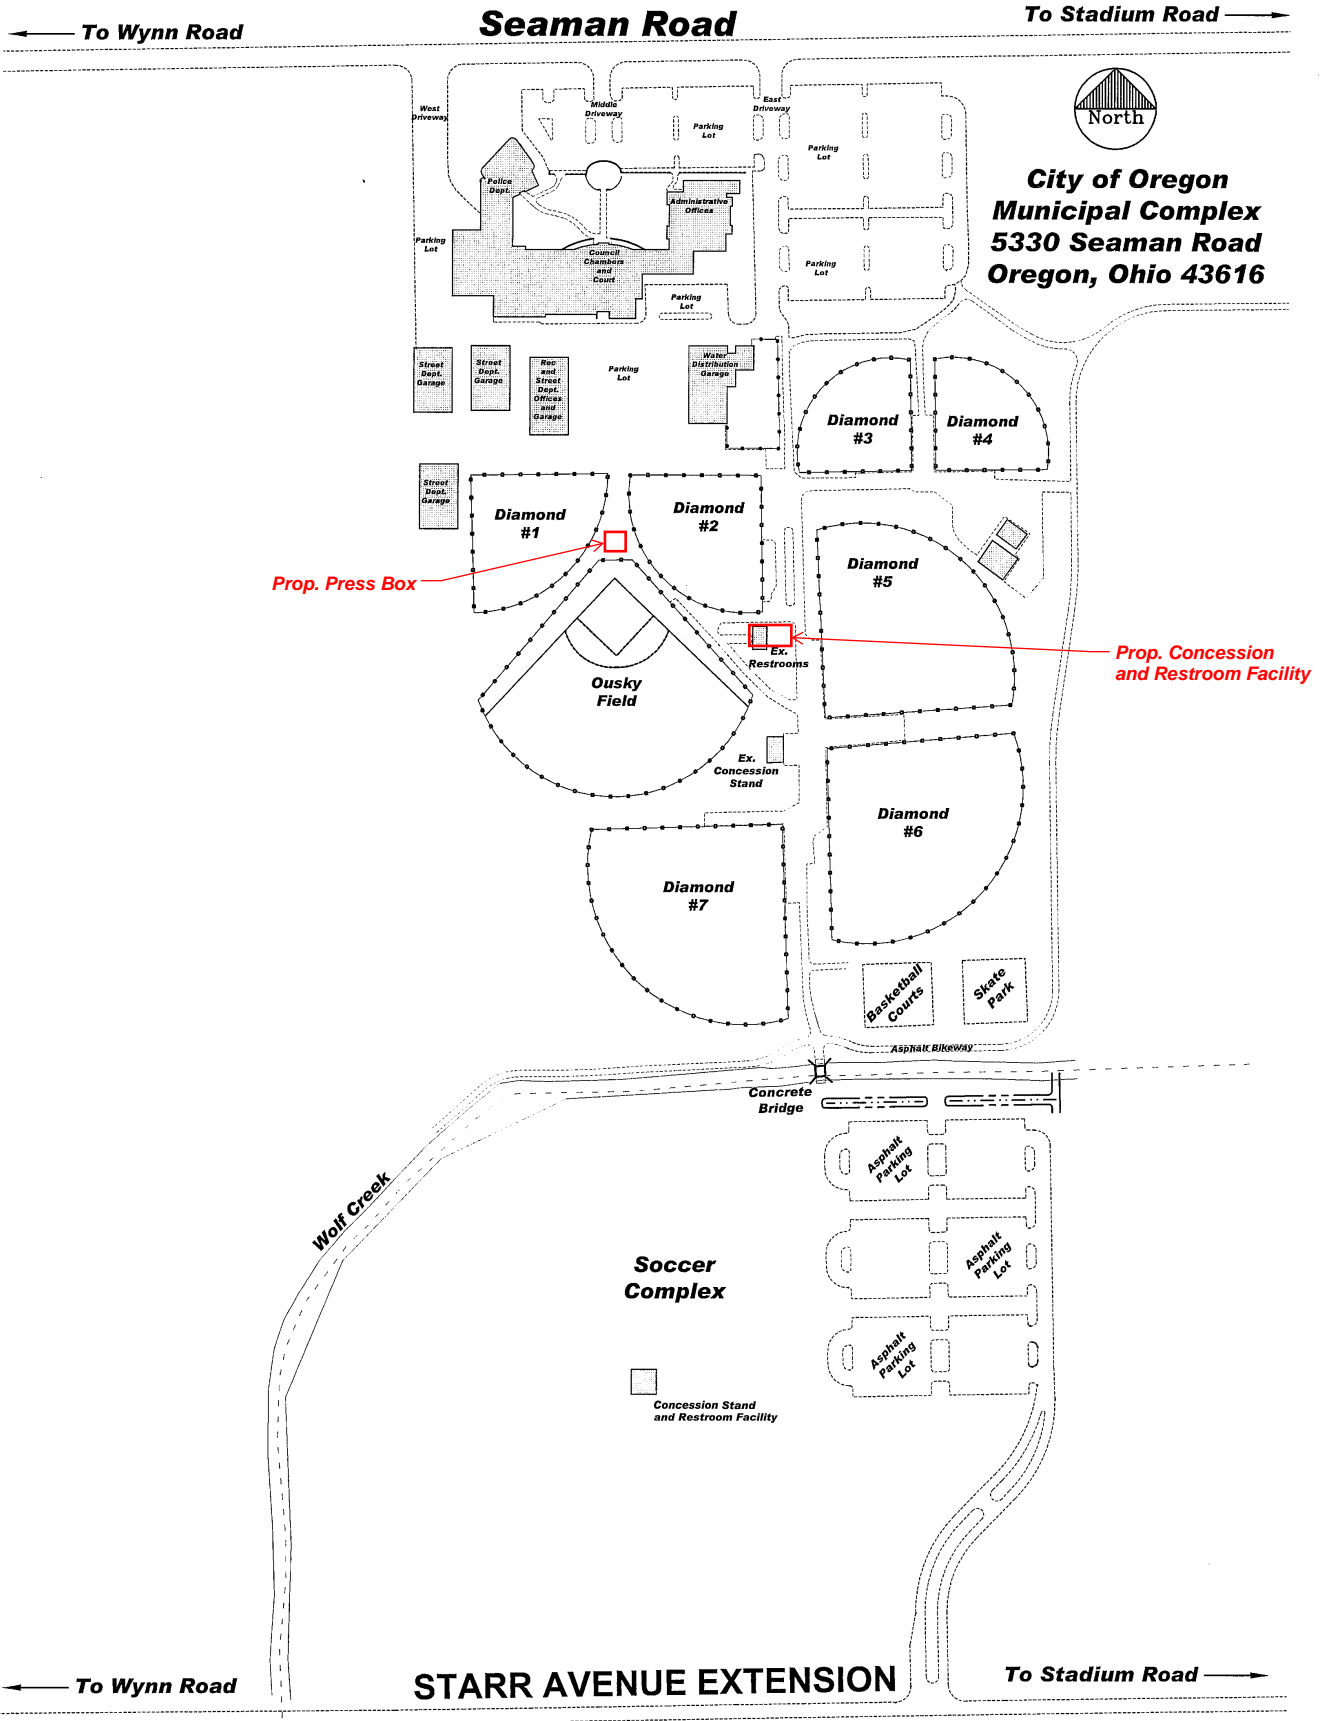 Seaman Road
To Wynn Road
To Stadium Road
North
City of Oregon
Municipal Complex
5330 Seaman Road
Oregon, Ohio 43616
West
Driveway
Middle
Driveway
East
Driveway
Parking
Lot
Parking
Lot
Police
Dept.
Administrative
Offices
Parking
Lot
Council
Chambers
and
Court
Parking
Lot
Parking
Lot
Street
Dept.
Garage
Street
Dept.
Garage
Rec
and
Street
Dept.
Offices
and
Garage
Parking
Lot
Water
Distribution
Garage
Diamond
#3
Diamond
#4
Street
Dept.
Garage
Diamond
#1
Diamond
#2
Diamond
#5
Prop. Press Box
Ex.
Restrooms
Prop. Concession
and Restroom Facility
Ousky
Field
Ex.
Concession
Stand
Diamond
#6
Diamond
#7
Basketball
Courts
Skate
Park
Asphalt Bikeway
Concrete
Bridge
Asphalt
Parking
Lot
Wolf Creek
Asphalt
Parking
Lot
Soccer
Complex
Asphalt
Parking
Lot
Concession Stand
and Restroom Facility
To Wynn Road
STARR AVENUE EXTENSION
To Stadium Road